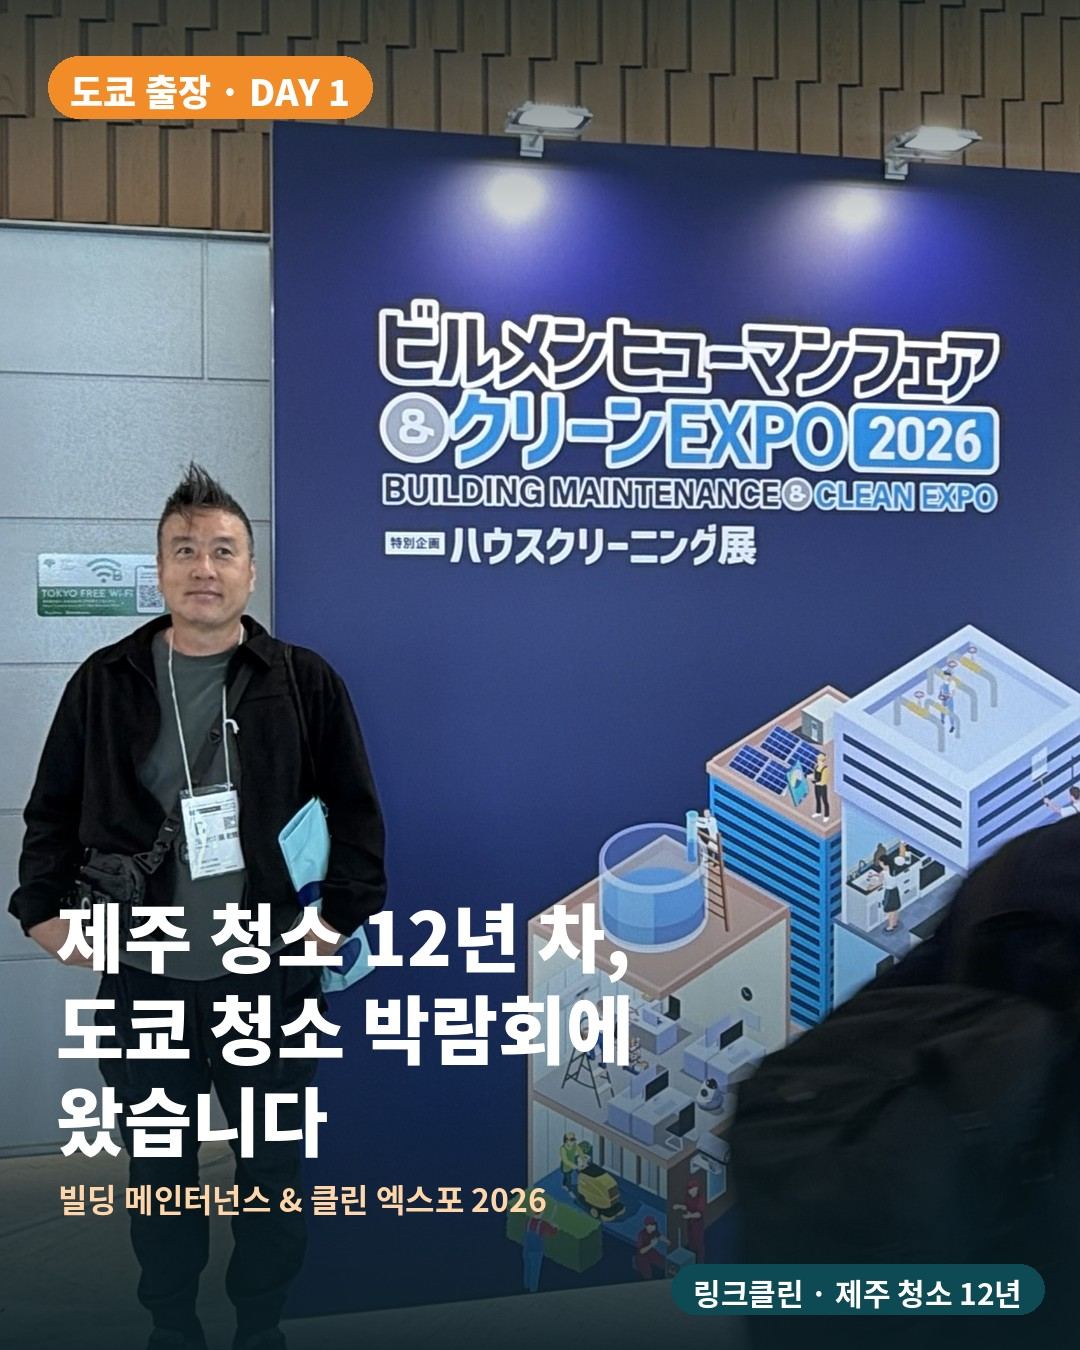 도쿄 출장 · DAY 1
ビルメンヒューマンフェア
&クリーンEXPO 2026
BUILDING MAINTENANCE & CLEAN EXPO
特別企画 ハウスクリーニング展
TOKYO FREE Wi-Fi
제주 청소 12년 차,
도쿄 청소 박람회에
왔습니다
빌딩 메인터넌스 & 클린 엑스포 2026
링크클린 · 제주 청소 12년